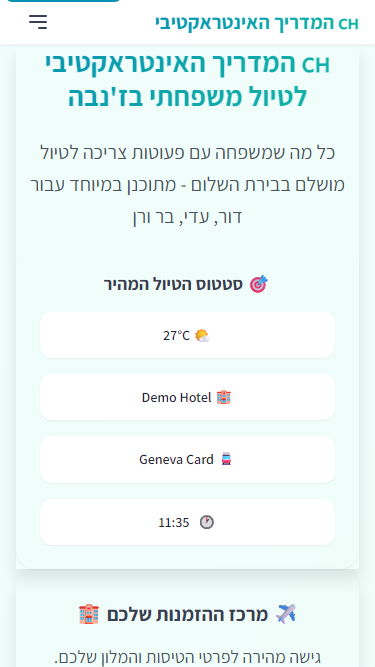 CH המדריך האינטראקטיבי
CH המדריך האינטראקטיבי
לטיול משפחתי בז'נבה
כל מה שמשפחה עם פעוטות צריכה לטיול
מושלם בבירת השלום - מתוכנן במיוחד עבור
דור, עדי, בר ורן
🎯 סטטוס הטיול המהיר
🌤️ 27°C
🏨 Demo Hotel
🚊 Geneva Card
🕐 11:35
✈️ מרכז ההזמנות שלכם 🏨
גישה מהירה לפרטי הטיסות והמלון שלכם.